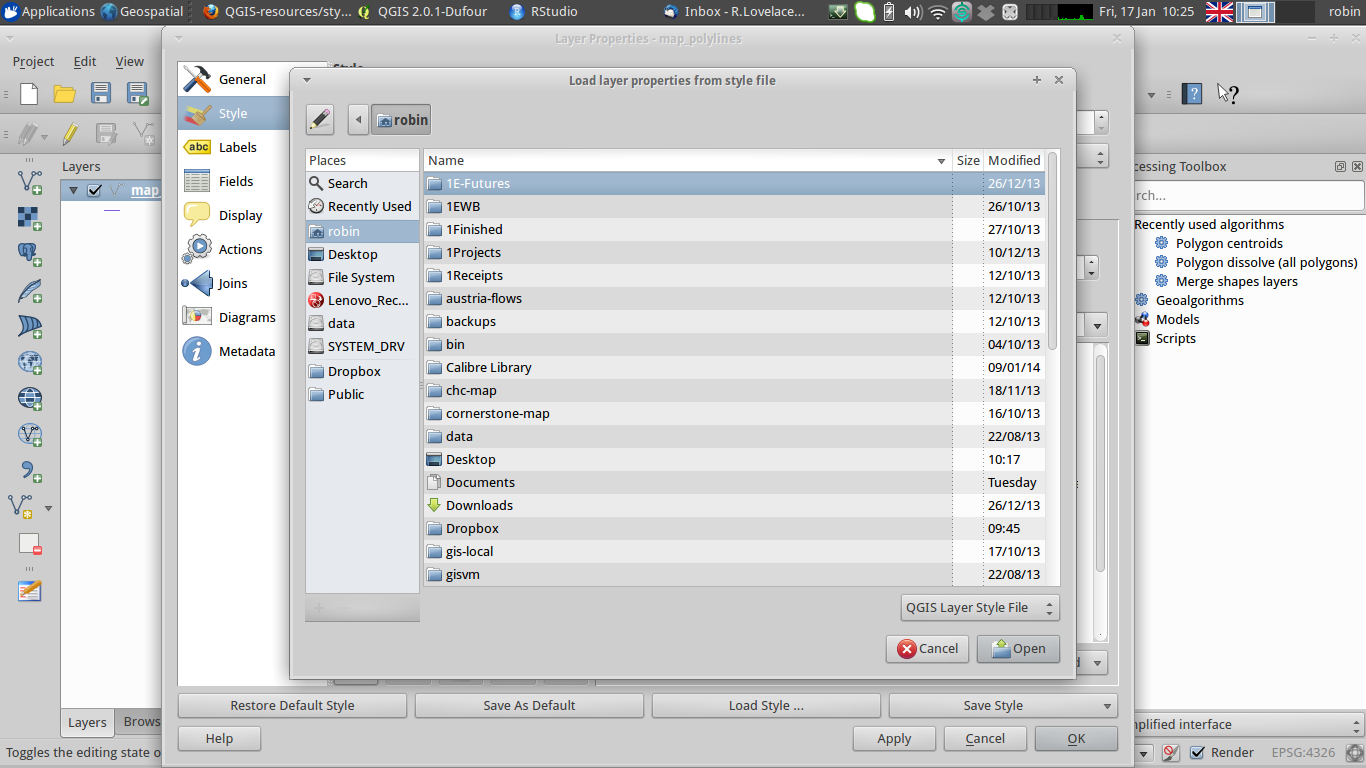 Applications Geospatial QGIS-resources/sty... QGIS 2.0.1-Dufour RStudio Inbox - R.Lovelace... Fri, 17 Jan 10:25 robin
Layer Properties - map_polylines
Project Edit View
General
Style
Labels
Fields
Display
Actions
Joins
Diagrams
Metadata
Style
Load layer properties from style file
robin
Places
Search
Recently Used
robin
Desktop
File System
Lenovo_Rec...
data
SYSTEM_DRV
Dropbox
Public
Name Size Modified
1E-Futures 26/12/13
1EWB 26/10/13
1Finished 27/10/13
1Projects 10/12/13
1Receipts 12/10/13
austria-flows 12/10/13
backups 12/10/13
bin 04/10/13
Calibre Library 09/01/14
chc-map 18/11/13
cornerstone-map 16/10/13
data 22/08/13
Desktop 10:17
Documents Tuesday
Downloads 26/12/13
Dropbox 09:45
gis-local 17/10/13
gisvm 22/08/13
QGIS Layer Style File
Cancel Open
Restore Default Style Save As Default Load Style ... Save Style
Help Apply Cancel OK
Layers
map
abc
Layers Brows
Toggles the editing state o
cessing Toolbox
rch...
Recently used algorithms
Polygon centroids
Polygon dissolve (all polygons)
Merge shapes layers
Geoalgorithms
Models
Scripts
nplified interface
Render EPSG:4326